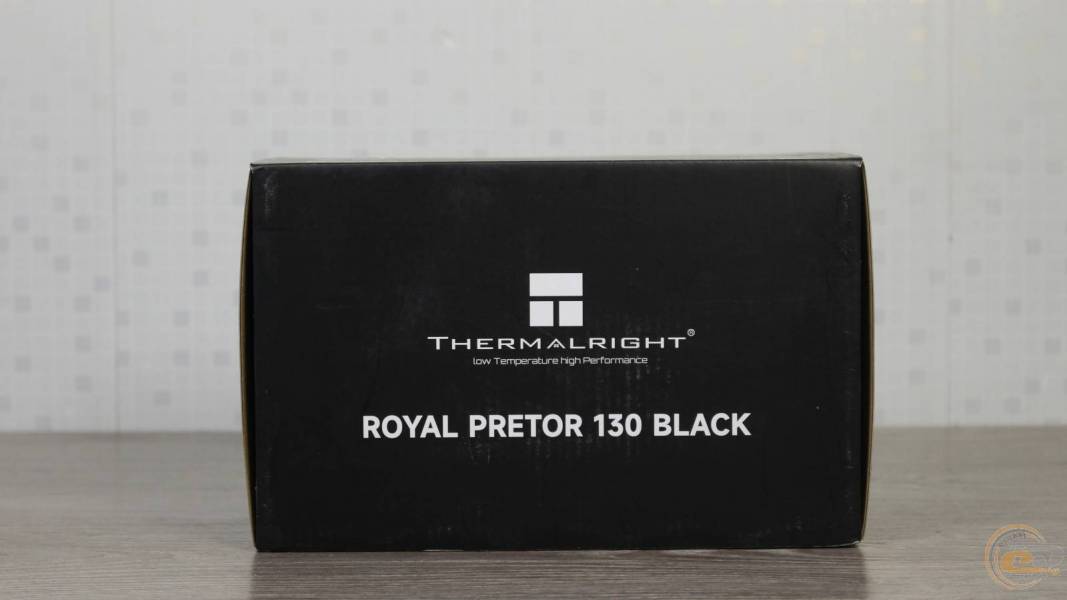 THERMALRIGHT®
low Temperature high Performance
ROYAL PRETOR 130 BLACK